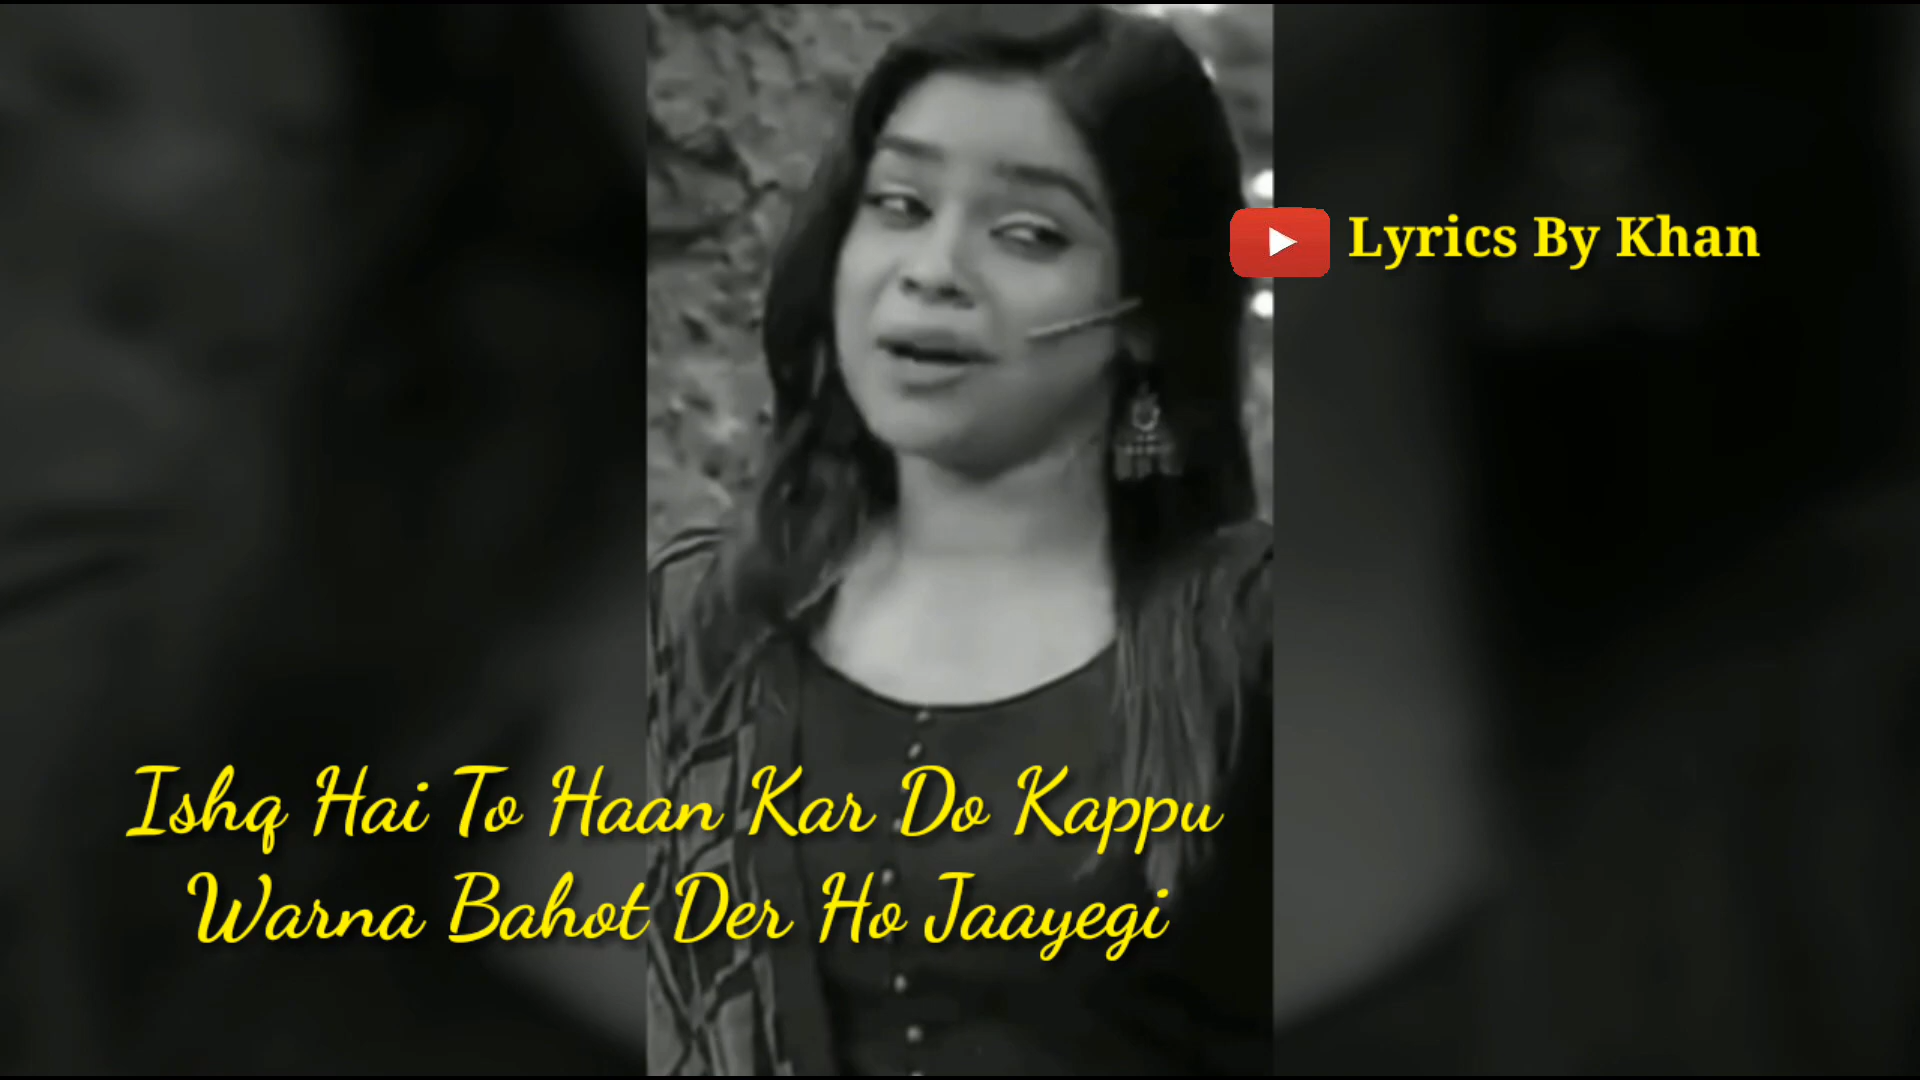 Lyrics By Khan
Ishq Hai To Haan Kar Do Kappu
Warna Bahot Der Ho Jaayegi